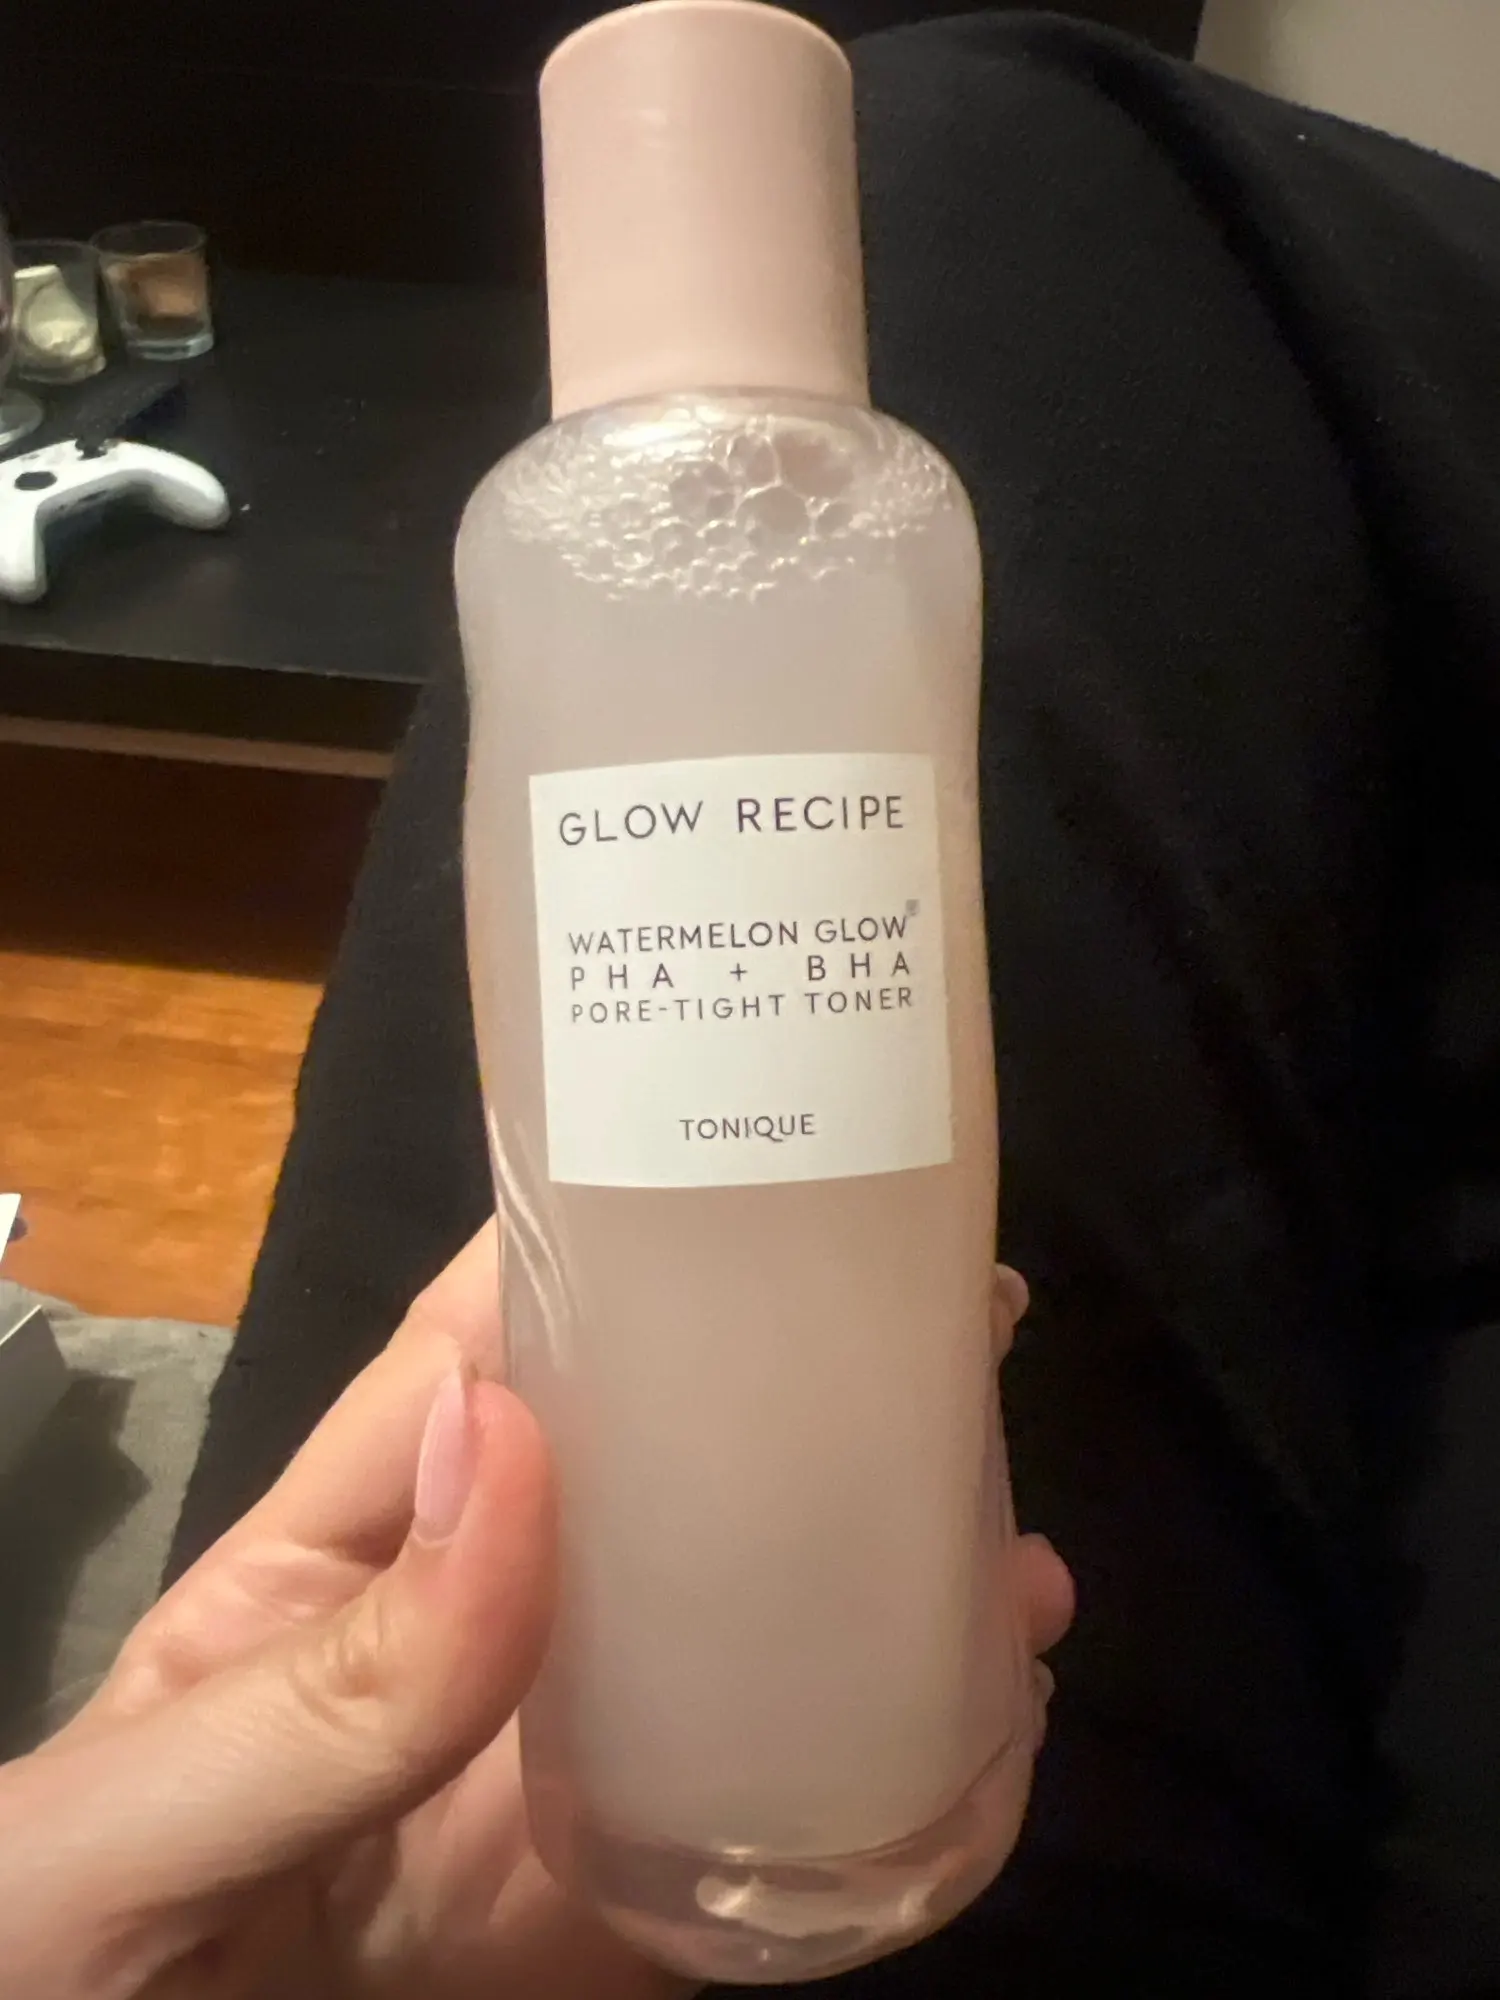 GLOW RECIPE
WATERMELON GLOW
PHA + BHA
PORE-TIGHT TONER
TONIQUE